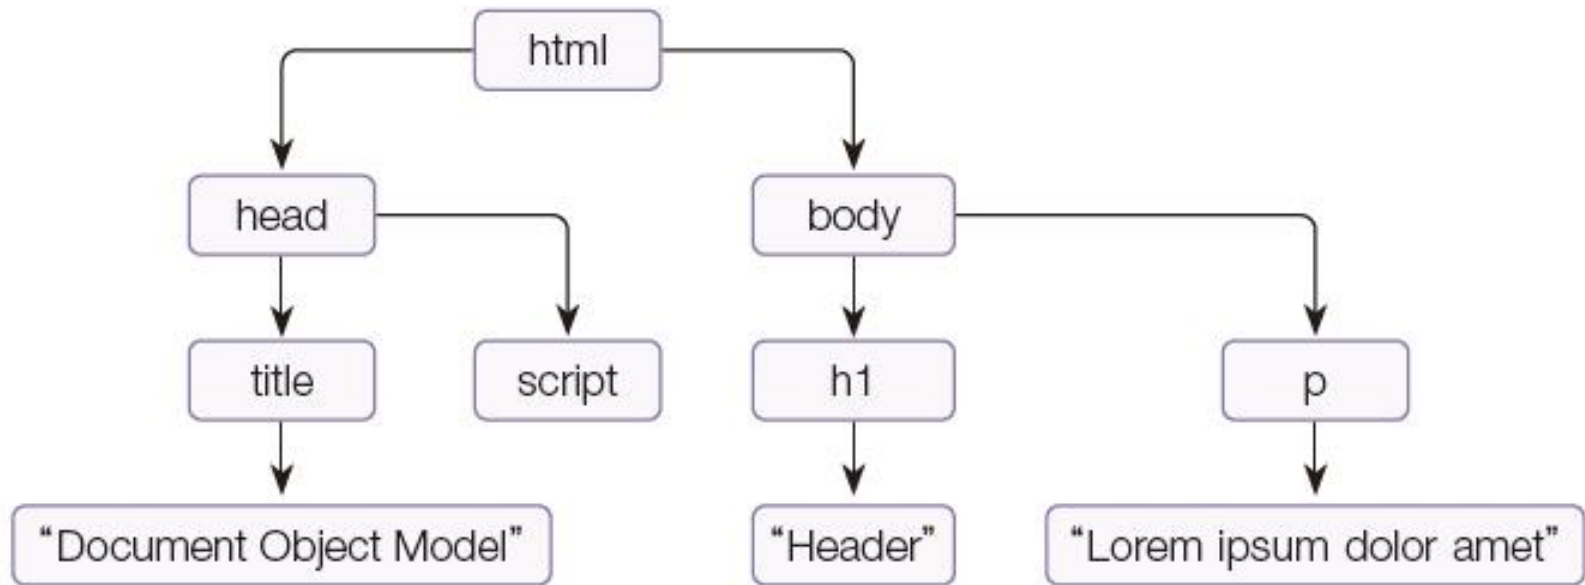 html
head
body
title
script
h1
p
“Document Object Model”
“Header”
“Lorem ipsum dolor amet”